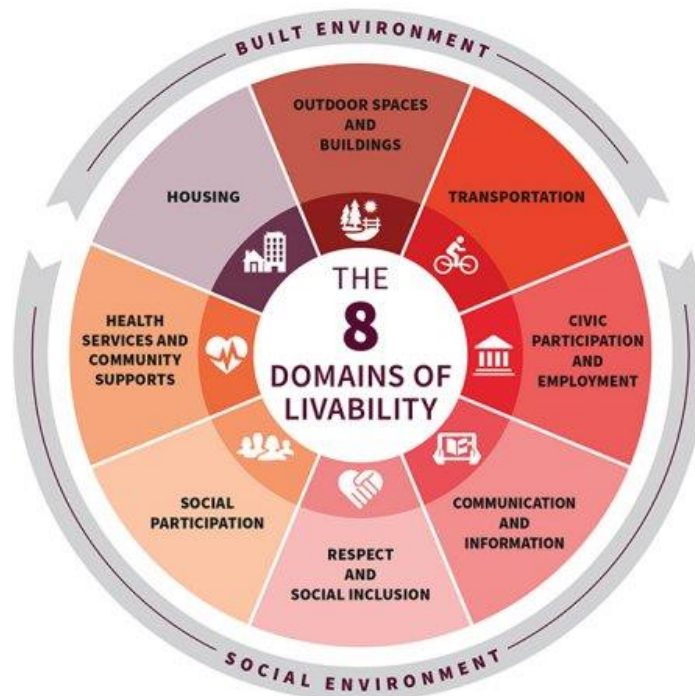 BUILT ENVIRONMENT
OUTDOOR SPACES
AND
BUILDINGS
TRANSPORTATION
CIVIC
PARTICIPATION
AND
EMPLOYMENT
COMMUNICATION
AND
INFORMATION
RESPECT
AND
SOCIAL INCLUSION
SOCIAL
PARTICIPATION
HEALTH
SERVICES AND
COMMUNITY
SUPPORTS
HOUSING
THE
8
DOMAINS OF
LIVABILITY
SOCIAL ENVIRONMENT